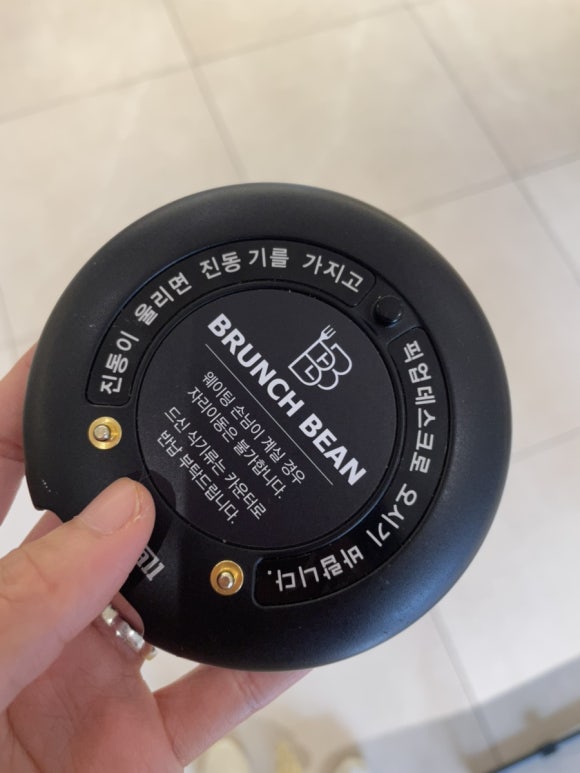 진동이 울리면 진동기를 가지고
픽업데스크로 오시기 바랍니다.
BRUNCH BEAN
웨이팅 손님이 계실 경우
자리이동은 불가합니다.
드신 식기류는 카운터로
반납 부탁드립니다.